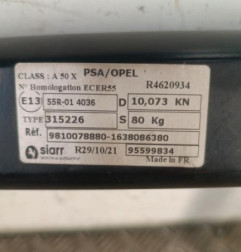 PSA/OPEL
CLASS : A 50 X
N° Homologation ECER55 R4620934
E13 55R-01 4036 D 10,073 KN
TYPE 315226 S 80 Kg
Réf. 9810078880-1638086380
siarr R29/10/21 95599834
Made in FR